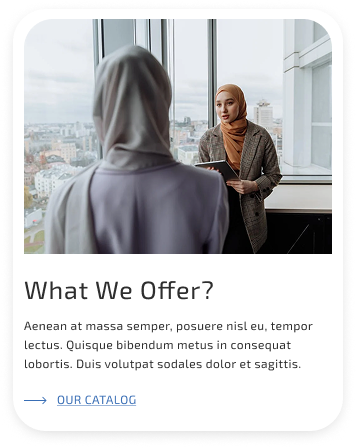 What We Offer?
Aenean at massa semper, posuere nisl eu, tempor
lectus. Quisque bibendum metus in consequat
lobortis. Duis volutpat sodales dolor et sagittis.
OUR CATALOG